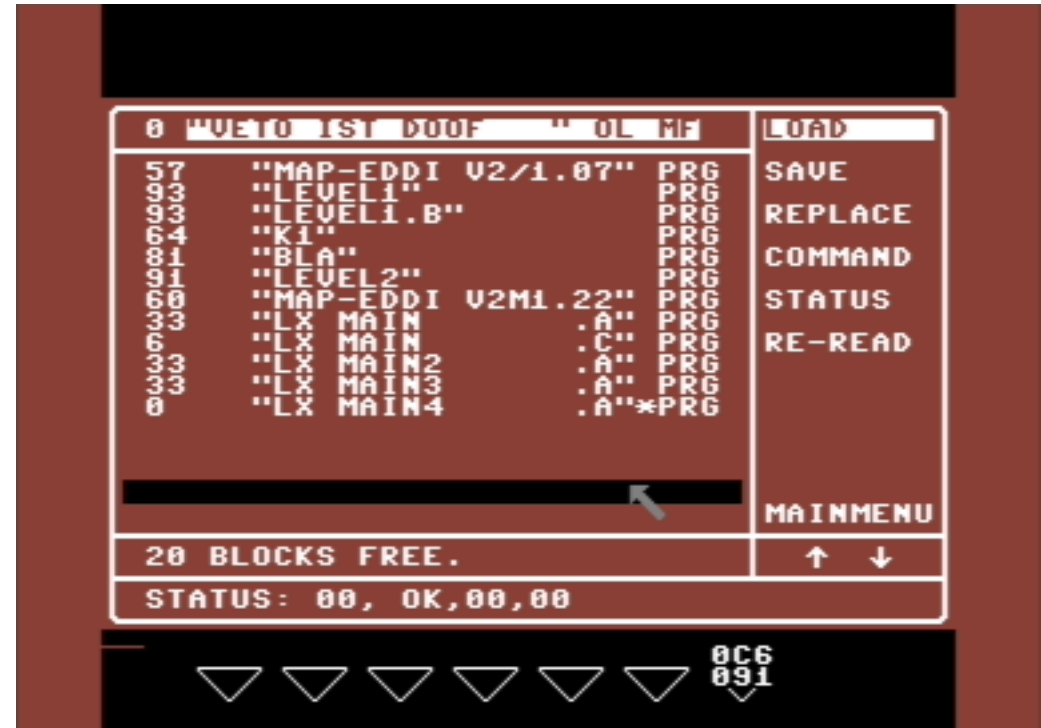 0 "VETO IST DOOF    " OL MF
57 "MAP-EDDI V2/1.07" PRG
93 "LEVEL1" PRG
93 "LEVEL1.B" PRG
64 "K1" PRG
81 "BLA" PRG
91 "LEVEL2" PRG
60 "MAP-EDDI V2M1.22" PRG
33 "LX MAIN       .A" PRG
6 "LX MAIN       .C" PRG
33 "LX MAIN2      .A" PRG
33 "LX MAIN3      .A" PRG
0 "LX MAIN4      .A"*PRG
20 BLOCKS FREE.
STATUS: 00, OK,00,00
LOAD
SAVE
REPLACE
COMMAND
STATUS
RE-READ
MAINMENU
↑ ↓
0C6
091